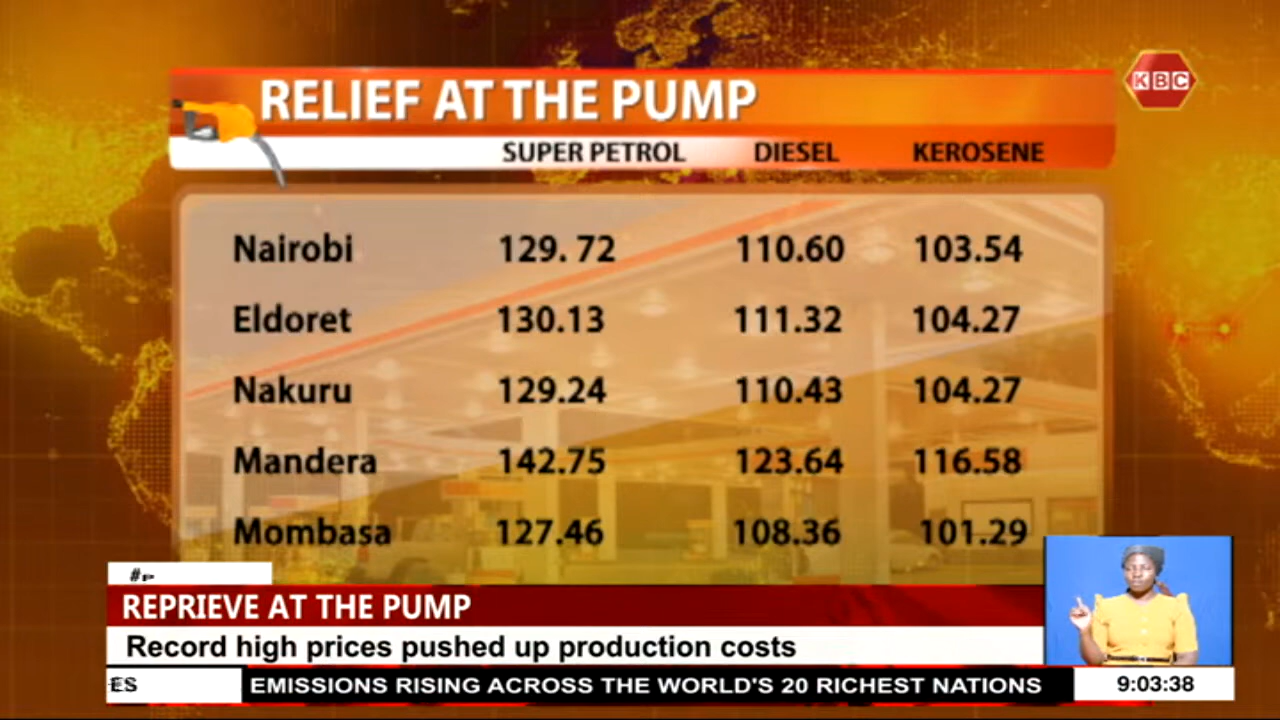 RELIEF AT THE PUMP
KBC
SUPER PETROL DIESEL KEROSENE
Nairobi 129. 72 110.60 103.54
Eldoret 130.13 111.32 104.27
Nakuru 129.24 110.43 104.27
Mandera 142.75 123.64 116.58
Mombasa 127.46 108.36 101.29
REPRIEVE AT THE PUMP
Record high prices pushed up production costs
EMISSIONS RISING ACROSS THE WORLD'S 20 RICHEST NATIONS
9:03:38